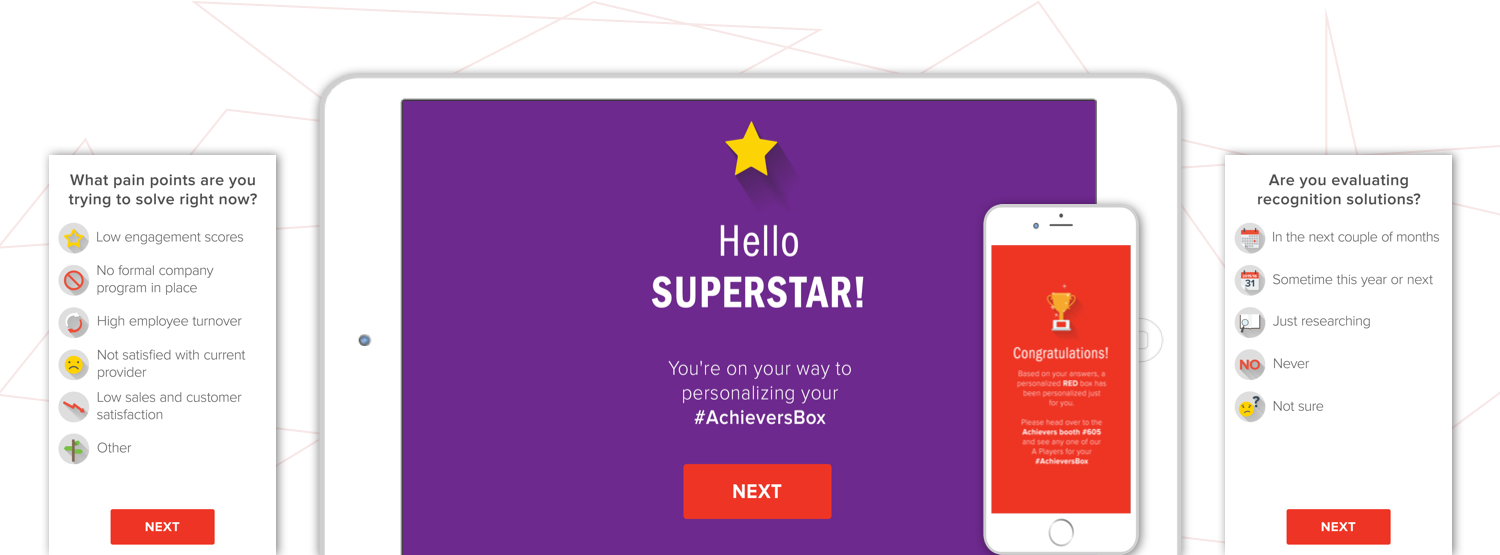 What pain points are you
trying to solve right now?
Low engagement scores
No formal company
program in place
High employee turnover
Not satisfied with current
provider
Low sales and customer
satisfaction
Other
NEXT
Hello
SUPERSTAR!
You're on your way to
personalizing your
#AchieversBox
NEXT
Congratulations!
Based on your answers, a
personalized RED box has
been personalized just
for you.
Please head over to the
Achievers booth #605
and see any one of our
A Players for your
#AchieversBox
Are you evaluating
recognition solutions?
In the next couple of months
31
Sometime this year or next
Just researching
NO
Never
?
Not sure
NEXT